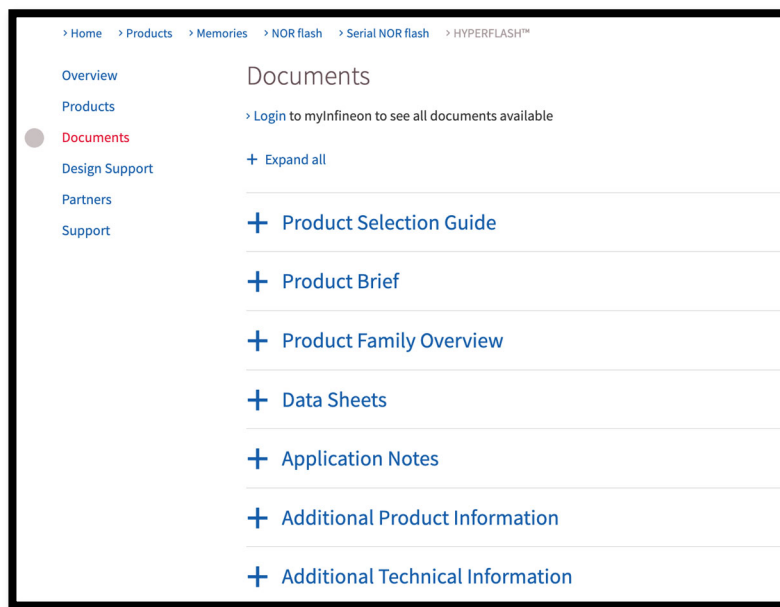 › Home › Products › Memories › NOR flash › Serial NOR flash › HYPERFLASH™
Overview
Products
Documents
Design Support
Partners
Support
Documents
› Login to myInfineon to see all documents available
+ Expand all
+ Product Selection Guide
+ Product Brief
+ Product Family Overview
+ Data Sheets
+ Application Notes
+ Additional Product Information
+ Additional Technical Information